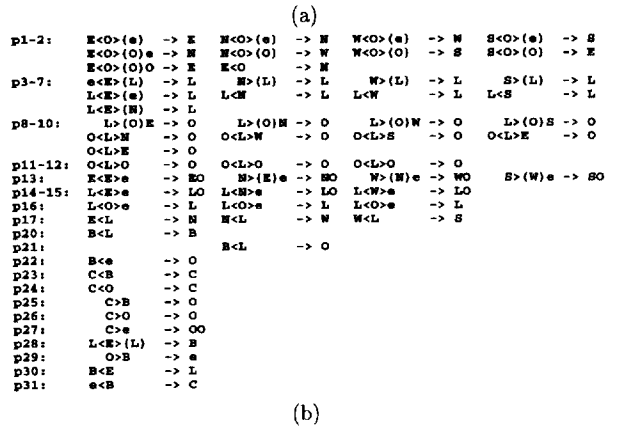 (a)
p1-2: E<O>(e) -> E N<O>(e) -> N W<O>(e) -> W S<O>(e) -> S
E<O>(O)e -> N N<O>(O) -> W W<O>(O) -> S S<O>(O) -> E
E<O>(O)O -> E E<O -> N
p3-7: e<E>(L) -> L N>(L) -> L W>(L) -> L S>(L) -> L
L<E>(e) -> L L<N -> L L<W -> L L<S -> L
L<E>(N) -> L
p8-10: L>(O)E -> O L>(O)N -> O L>(O)W -> O L>(O)S -> O
O<L>N -> O O<L>W -> O O<L>S -> O O<L>E -> O
O<L>E -> O
p11-12: O<L>O -> O O<L>O -> O O<L>O -> O
p13: E<E>e -> EO N>(E)e -> NO W>(N)e -> WO S>(W)e -> SO
p14-15: L<E>e -> LO L<N>e -> LO L<W>e -> LO
p16: L<O>e -> L L<O>e -> L L<O>e -> L
p17: E<L -> N N<L -> W W<L -> S
p20: B<L -> B
p21: B<L -> O
p22: B<e -> O
p23: C<B -> C
p24: C<O -> C
p25: C>B -> O
p26: C>O -> O
p27: C>e -> OO
p28: L<E>(L) -> B
p29: O>B -> e
p30: B<E -> L
p31: e<B -> C
(b)